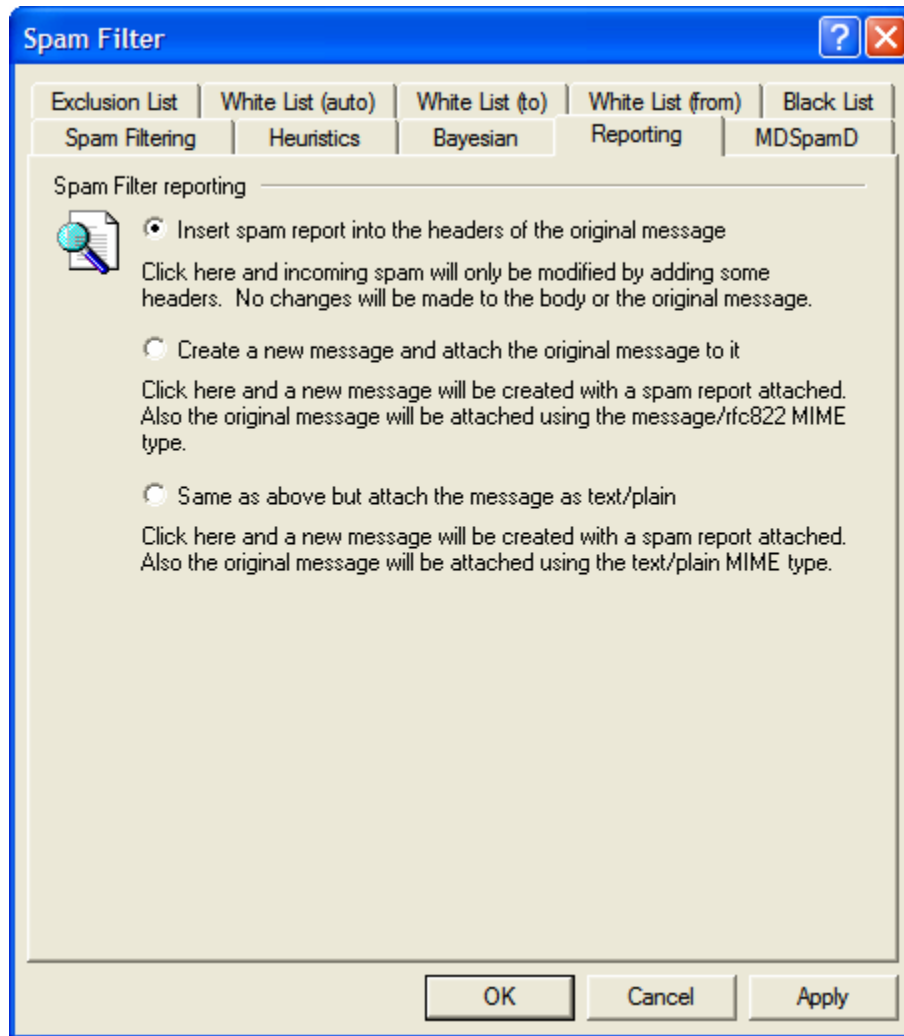 Spam Filter
Exclusion List White List (auto) White List (to) White List (from) Black List
Spam Filtering Heuristics Bayesian Reporting MDSpamD
Spam Filter reporting
Insert spam report into the headers of the original message
Click here and incoming spam will only be modified by adding some
headers. No changes will be made to the body or the original message.
Create a new message and attach the original message to it
Click here and a new message will be created with a spam report attached.
Also the original message will be attached using the message/rfc822 MIME
type.
Same as above but attach the message as text/plain
Click here and a new message will be created with a spam report attached.
Also the original message will be attached using the text/plain MIME type.
OK Cancel Apply